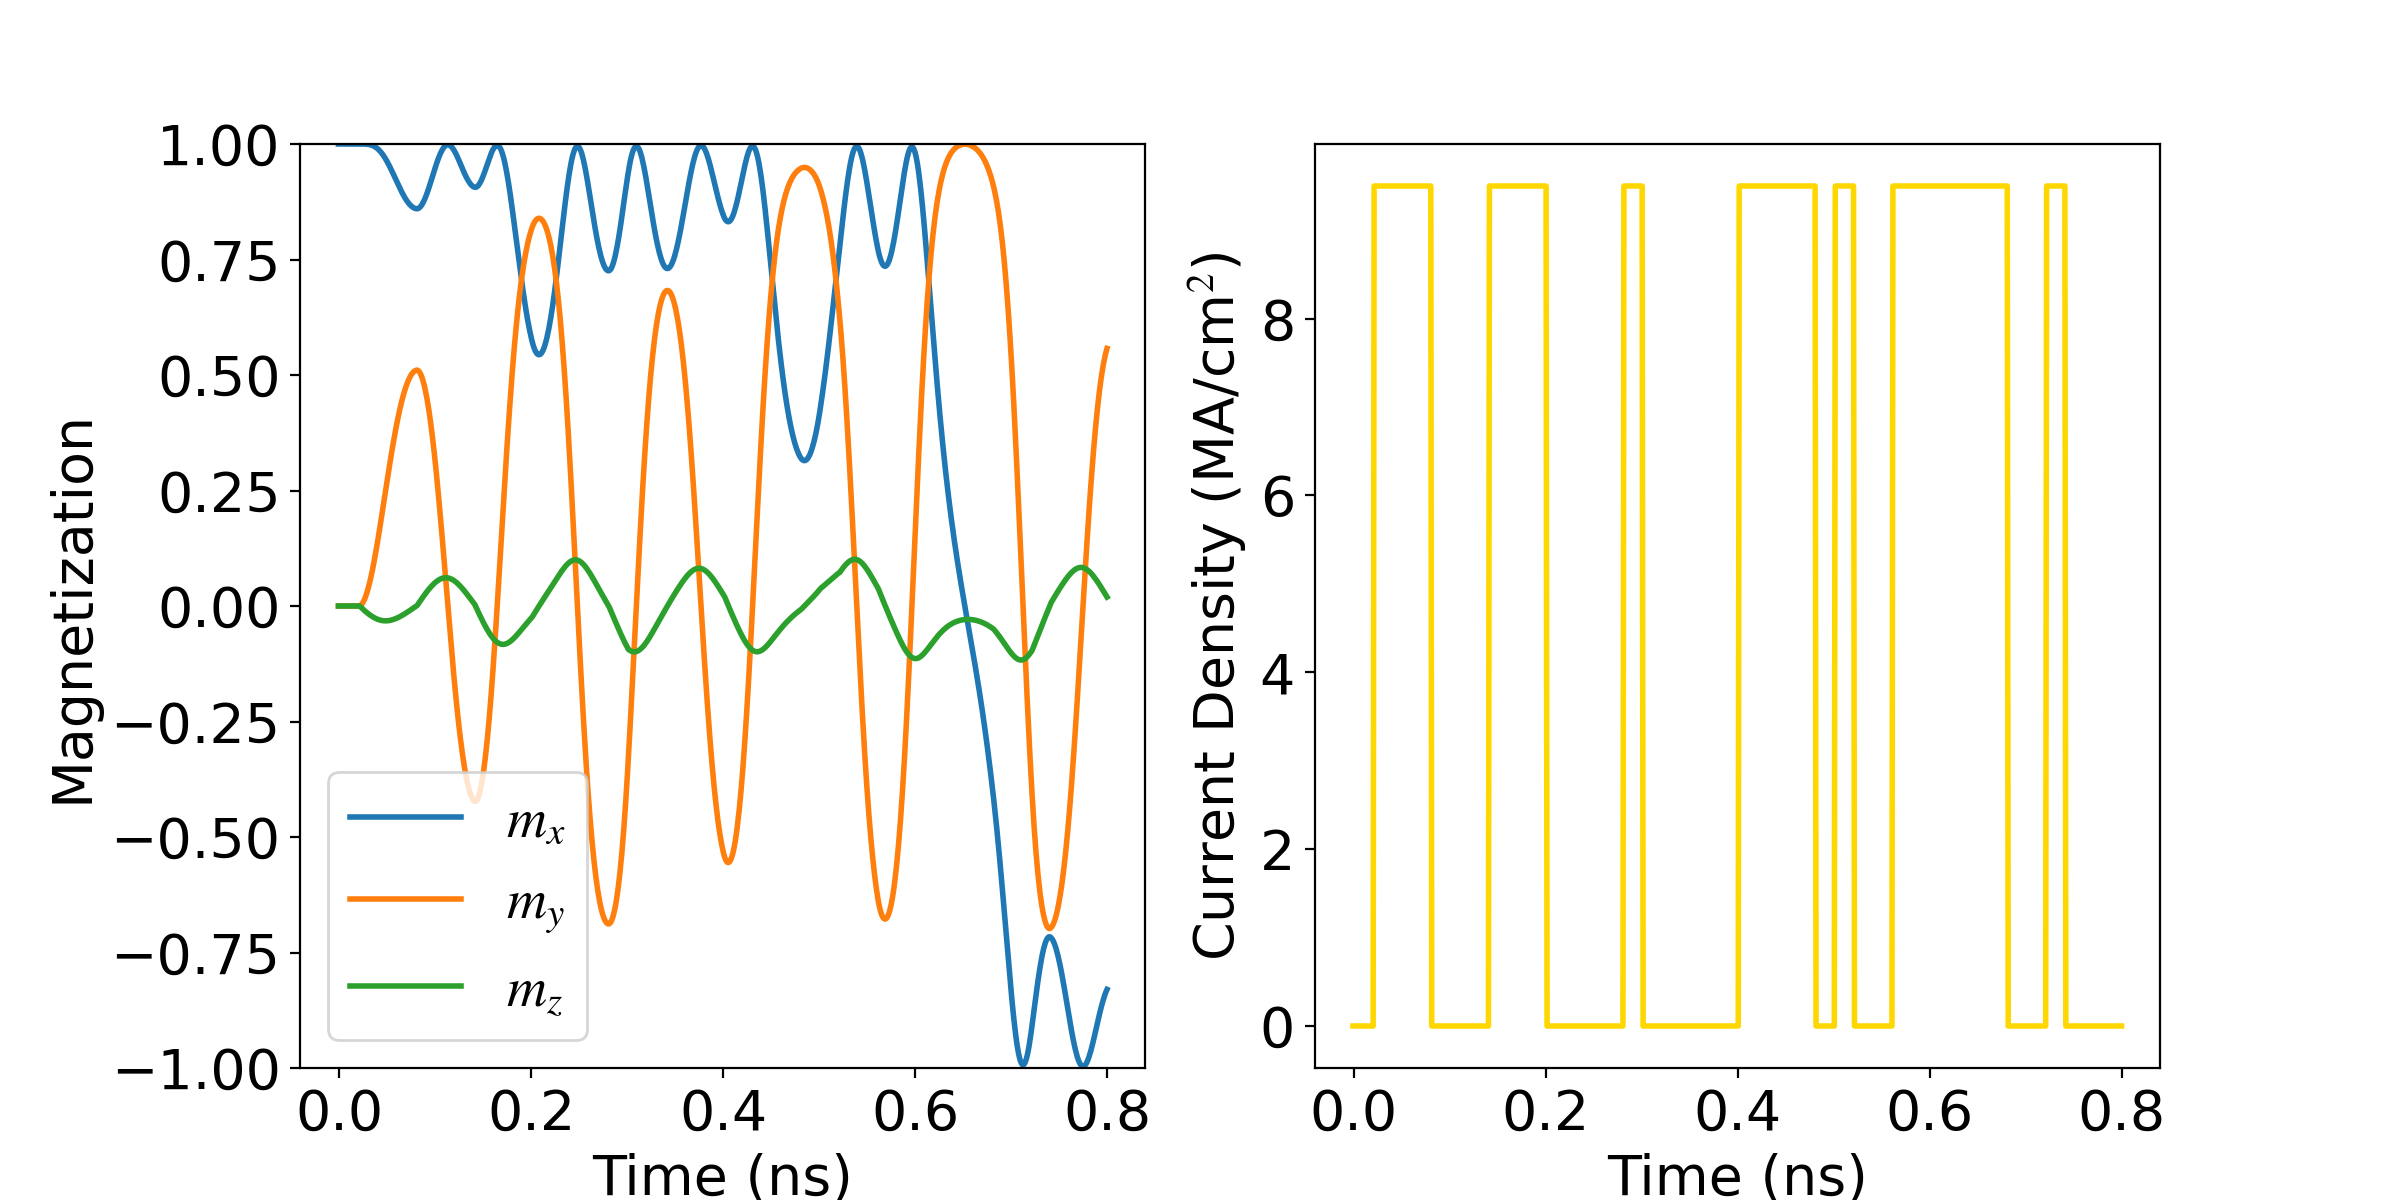 1.00
0.75
0.50
0.25
0.00
−0.25
−0.50
−0.75
−1.00
Magnetization
m_x
m_y
m_z
0.0 0.2 0.4 0.6 0.8
Time (ns)
8
6
4
2
0
Current Density (MA/cm²)
0.0 0.2 0.4 0.6 0.8
Time (ns)